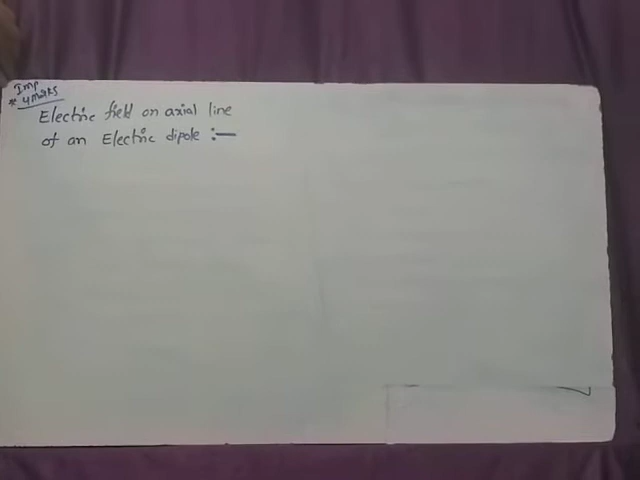 Imp
* 4 marks
Electric field on axial line
of an Electric dipole :-